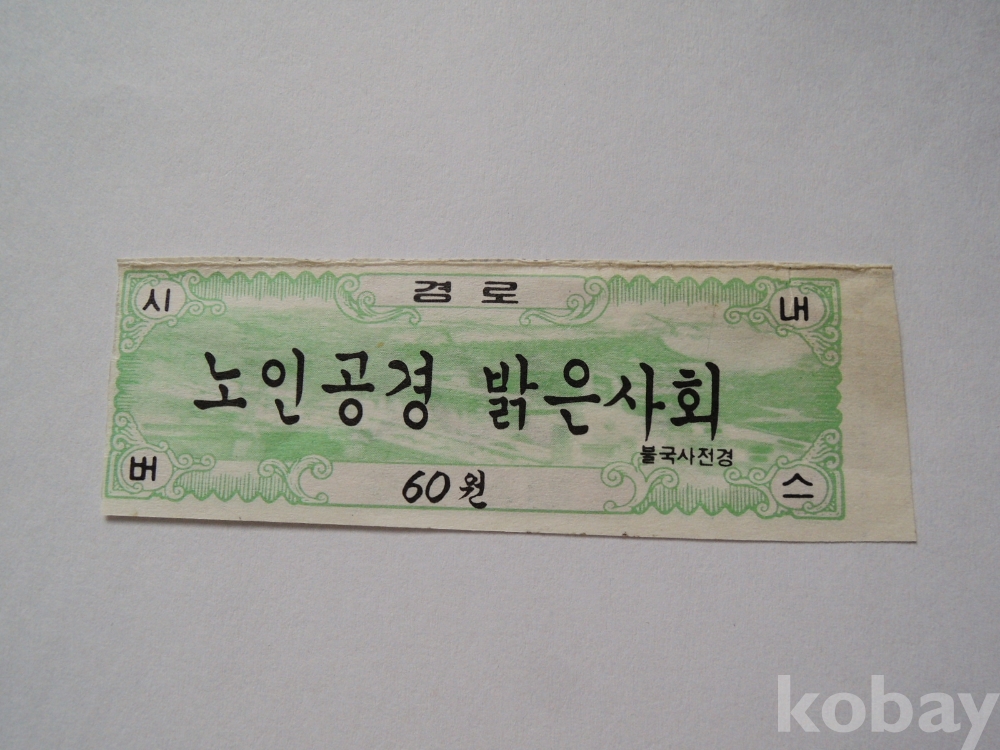 경로
시 내
노인공경 밝은사회
불국사전경
버 스
60원
kobay